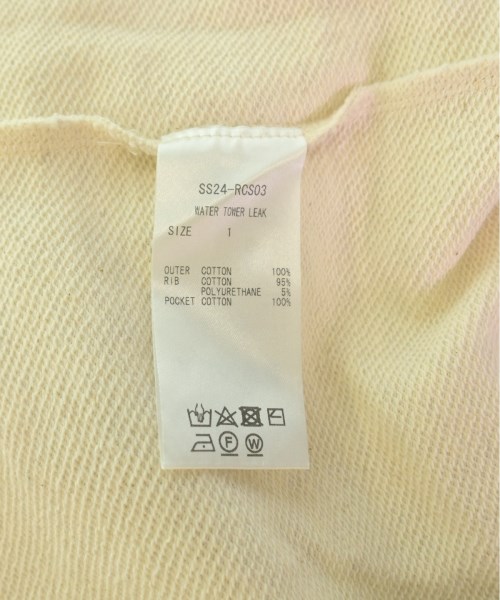 SS24-RCS03
WATER TOWER LEAK
SIZE 1
OUTER COTTON 100%
RIB COTTON 95%
POLYURETHANE 5%
POCKET COTTON 100%
F W